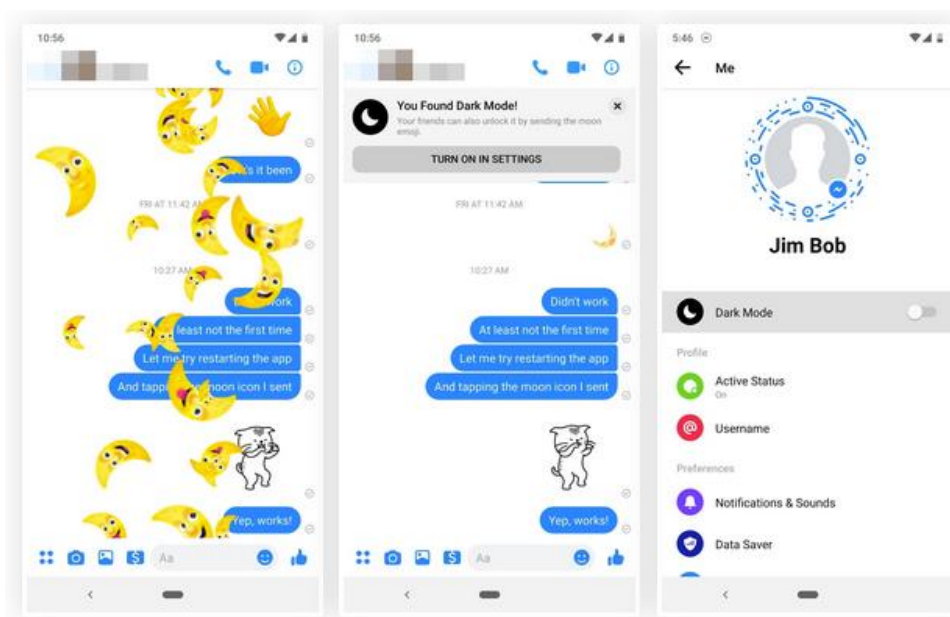 10:56
's it been
FRI AT 11:42 AM
10:27 AM
ork
least not the first time
Let me try restarting the app
And tapping the moon icon I sent
Yep, works!
Aa
10:56
You Found Dark Mode!
Your friends can also unlock it by sending the moon
emoji.
TURN ON IN SETTINGS
FRI AT 11:42 AM
10:27 AM
Didn't work
At least not the first time
Let me try restarting the app
And tapping the moon icon I sent
Yep, works!
Aa
5:46
Me
Jim Bob
Dark Mode
Profile
Active Status
On
Username
Preferences
Notifications & Sounds
Data Saver